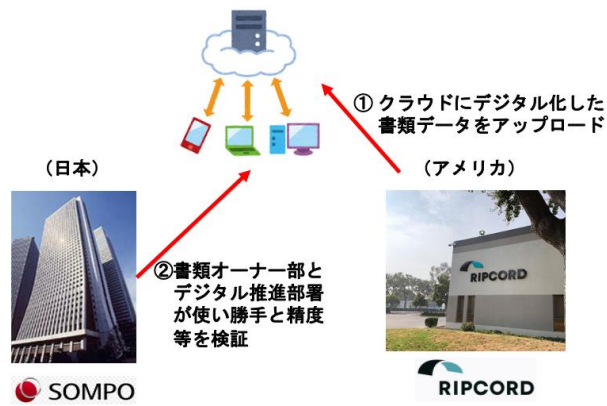 ① クラウドにデジタル化した
書類データをアップロード
(日本)
(アメリカ)
RIPCORD
②書類オーナー部と
デジタル推進部署
が使い勝手と精度
等を検証
SOMPO
RIPCORD